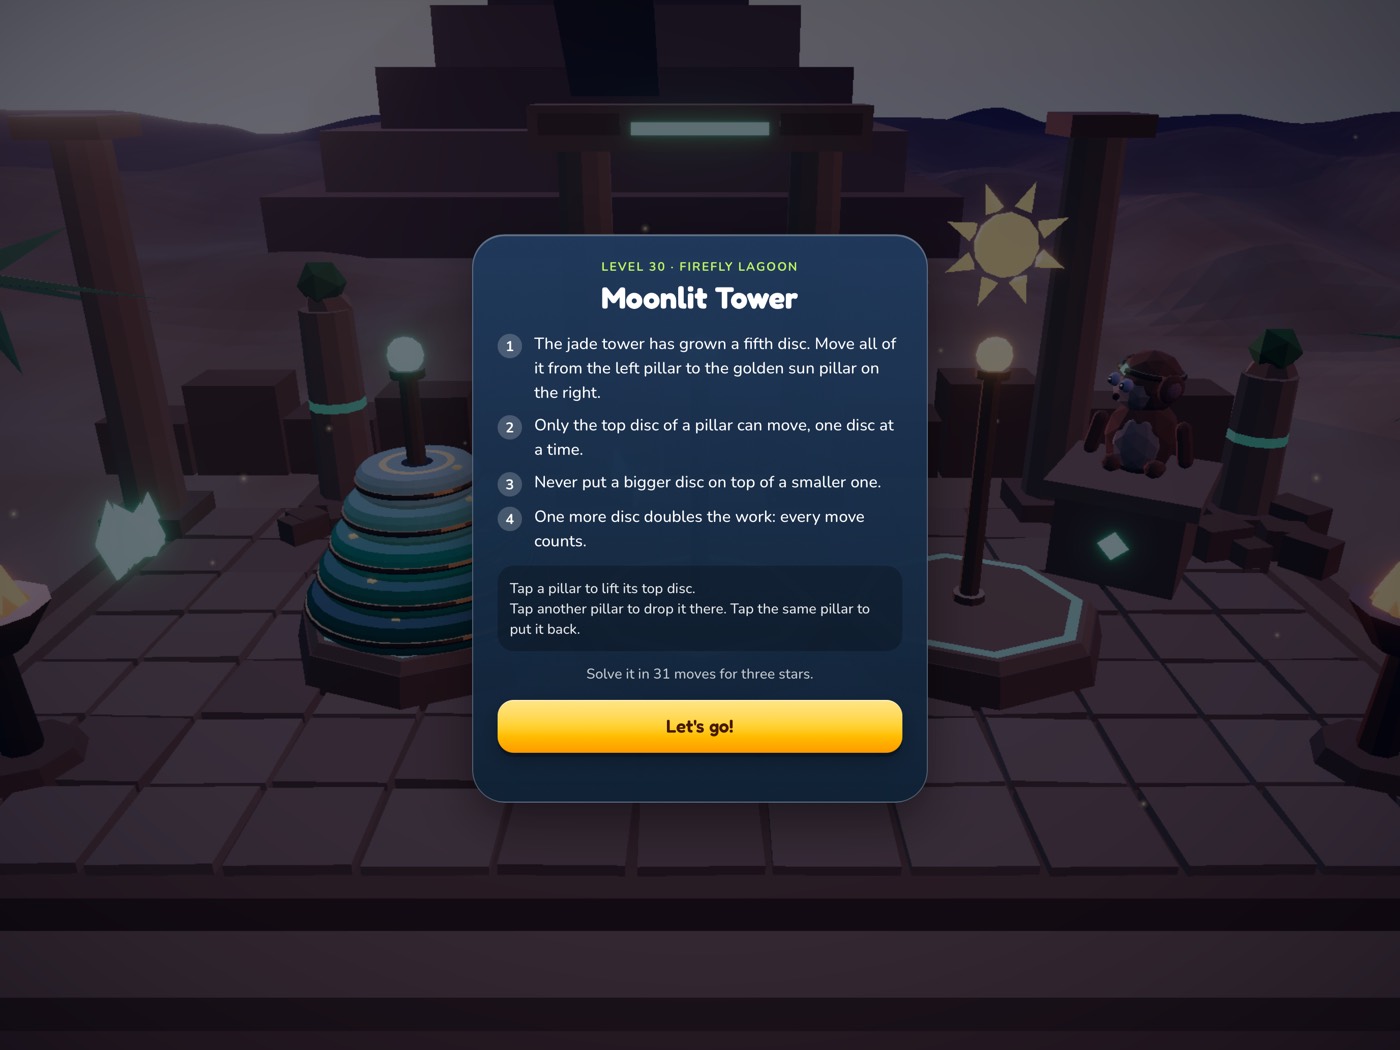 LEVEL 30 · FIREFLY LAGOON
Moonlit Tower
1 The jade tower has grown a fifth disc. Move all of
it from the left pillar to the golden sun pillar on
the right.
2 Only the top disc of a pillar can move, one disc at
a time.
3 Never put a bigger disc on top of a smaller one.
4 One more disc doubles the work: every move
counts.
Tap a pillar to lift its top disc.
Tap another pillar to drop it there. Tap the same pillar to
put it back.
Solve it in 31 moves for three stars.
Let's go!